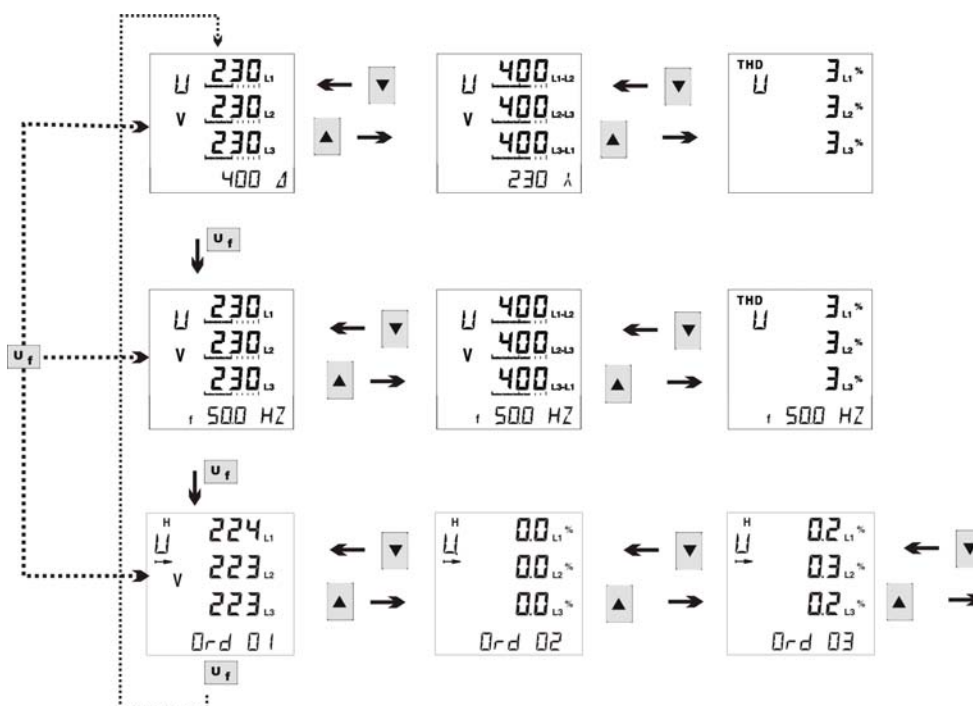 U 230 L1
V 230 L2
230 L3
400 Δ
▼
▲
U 400 L1-L2
V 400 L2-L3
400 L3-L1
230 ⅄
▼
▲
THD
U 3 L1 %
3 L2 %
3 L3 %
U f
U f
U 230 L1
V 230 L2
230 L3
f 50.0 HZ
▼
▲
U 400 L1-L2
V 400 L2-L3
400 L3-L1
f 50.0 HZ
▼
▲
THD
U 3 L1 %
3 L2 %
3 L3 %
f 50.0 HZ
U f
H
U 224 L1
V 223 L2
223 L3
Ord 01
▼
▲
H
U 0.0 L1 %
0.0 L2 %
0.0 L3 %
Ord 02
▼
▲
H
U 0.2 L1 %
0.3 L2 %
0.2 L3 %
Ord 03
▼
▲
U f